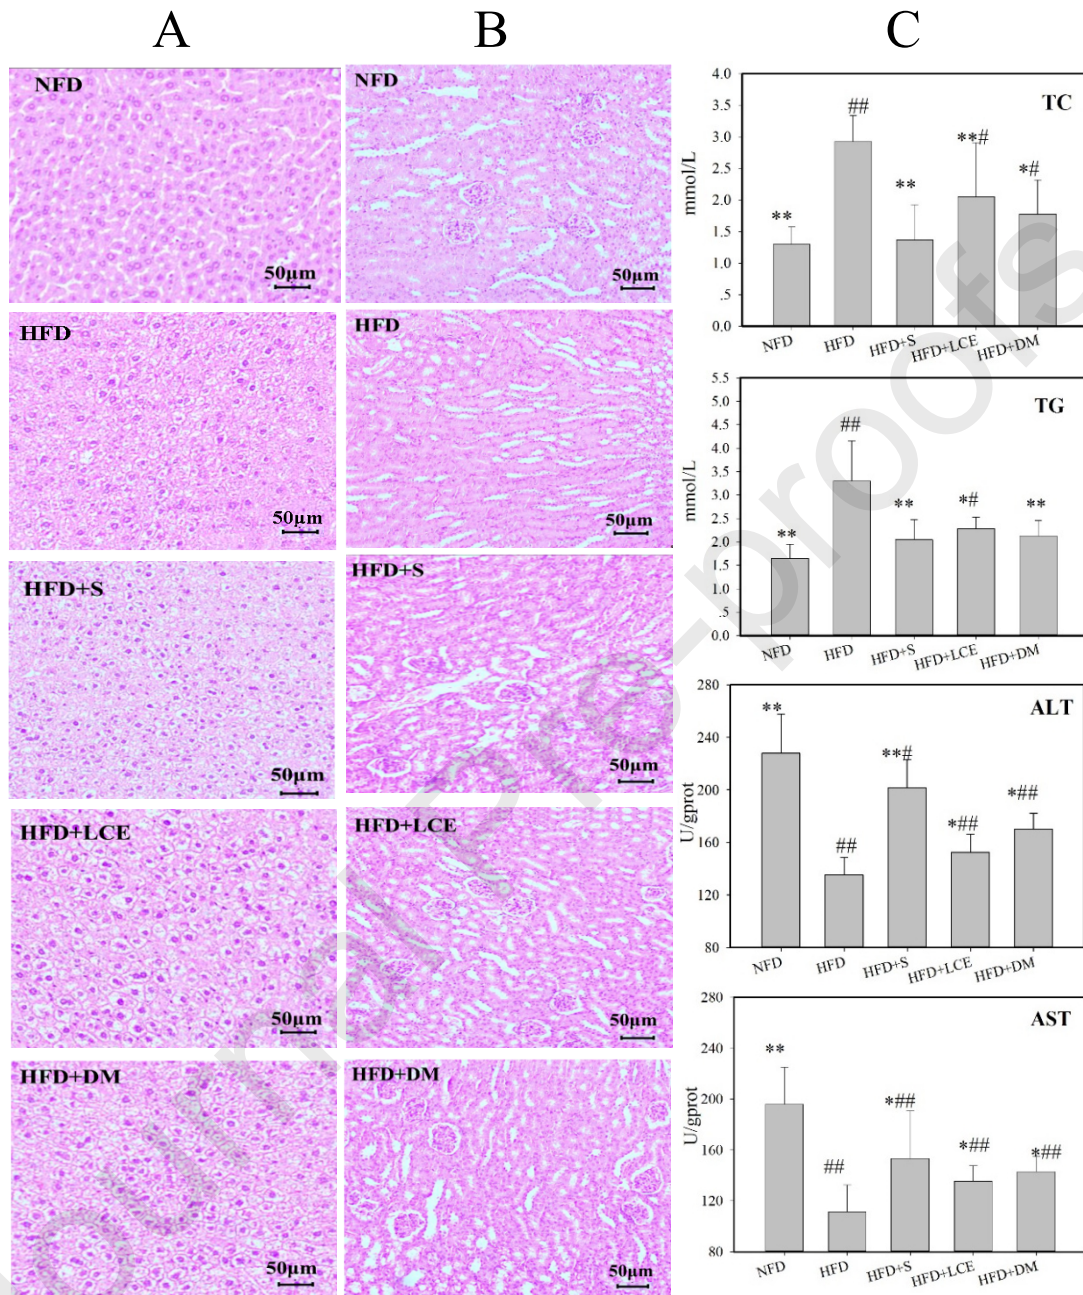 A
B
C
NFD
50μm
HFD
50μm
HFD+S
50μm
HFD+LCE
50μm
HFD+DM
50μm
NFD
50μm
HFD
50μm
HFD+S
50μm
HFD+LCE
50μm
HFD+DM
50μm
TC
mmol/L
4.0
3.5
3.0
2.5
2.0
1.5
1.0
.5
0.0
**
##
**
**#
*#
NFD
HFD
HFD+S
HFD+LCE
HFD+DM
TG
mmol/L
5.5
5.0
4.5
4.0
3.5
3.0
2.5
2.0
1.5
1.0
.5
0.0
**
##
**
*#
**
NFD
HFD
HFD+S
HFD+LCE
HFD+DM
ALT
U/gprot
280
240
200
160
120
80
**
##
**#
*##
*##
NFD
HFD
HFD+S
HFD+LCE
HFD+DM
AST
U/gprot
280
240
200
160
120
80
**
##
*##
*##
*##
NFD
HFD
HFD+S
HFD+LCE
HFD+DM
Journal Pre-proofs